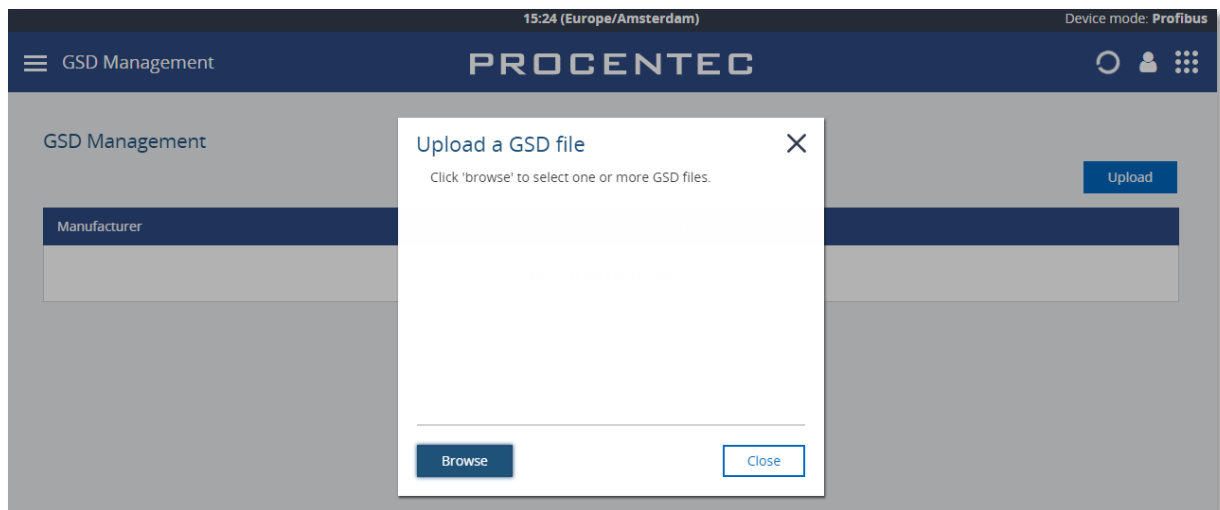 15:24 (Europe/Amsterdam)
Device mode: Profibus
GSD Management
PROCENTEC
GSD Management
Upload a GSD file
Click 'browse' to select one or more GSD files.
Upload
Manufacturer
Browse
Close